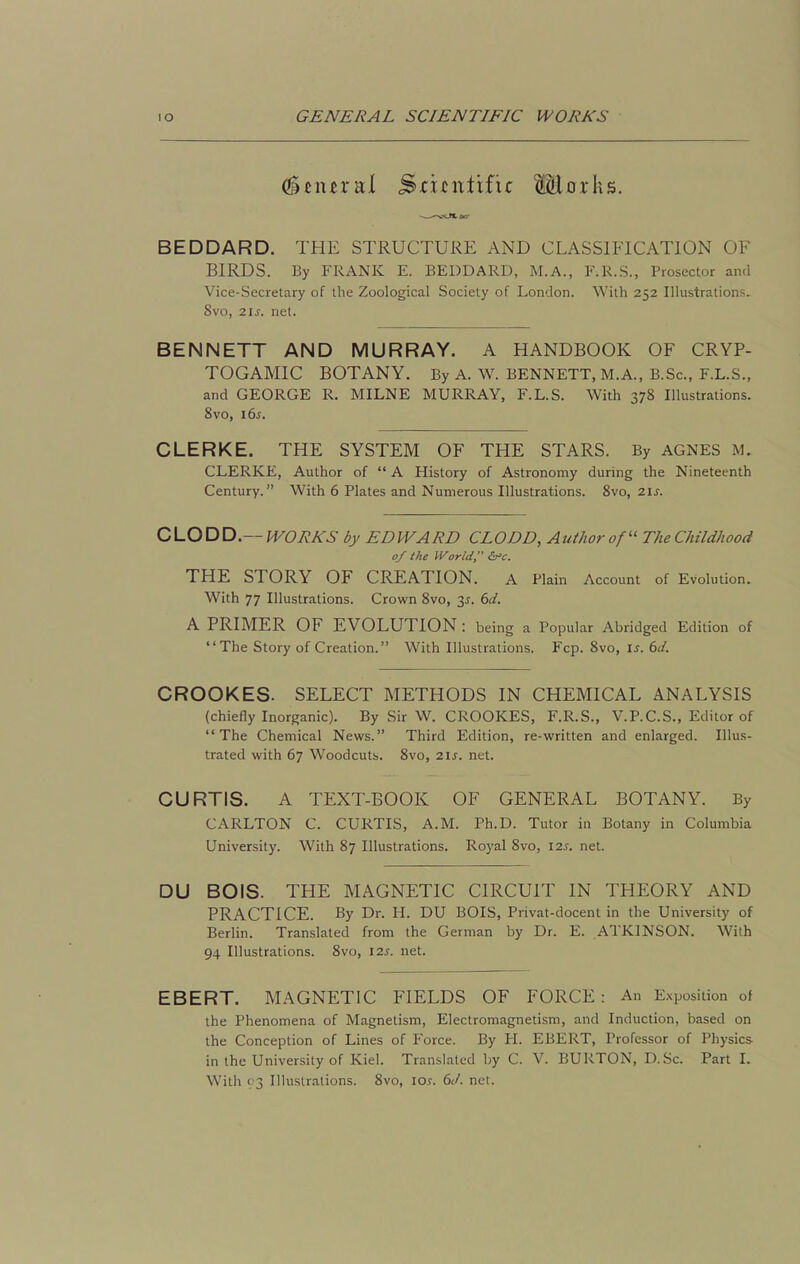 10 GENERAL SCIENTIFIC WORKS
General Scientific Works.
BEDDARD. THE STRUCTURE AND CLASSIFICATION OF
BIRDS. By FRANK E. BEDDARD, M.A., F.R.S., Prosector and
Vice-Secretary of the Zoological Society of London. With 252 Illustrations.
8vo, 21s. net.
BENNETT AND MURRAY. A HANDBOOK OF CRYP-
TOGAMIC BOTANY. By A. W. BENNETT, M.A., B.Sc., F.L.S.,
and GEORGE R. MILNE MURRAY, F.L.S. With 378 Illustrations.
8vo, 16s.
CLERKE. THE SYSTEM OF THE STARS. By AGNES M.
CLERKE, Author of “A History of Astronomy during the Nineteenth
Century.” With 6 Plates and Numerous Illustrations. 8vo, 21s.
CLODD.—WORKS by EDWARD CLODD, Author of “The Childhood
of the World,” &c.
THE STORY OF CREATION. A Plain Account of Evolution.
With 77 Illustrations. Crown 8vo, 3s. 6d.
A PRIMER OF EVOLUTION: being a Popular Abridged Edition of
“The Story of Creation.” With Illustrations. Fcp. 8vo, 1s. 6d.
CROOKES. SELECT METHODS IN CHEMICAL ANALYSIS
(chiefly Inorganic). By Sir W. CROOKES, F.R.S., V.P.C.S., Editor of
“The Chemical News.” Third Edition, re-written and enlarged. Illus-
trated with 67 Woodcuts. 8vo, 21s. net.
CURTIS. A TEXT-BOOK OF GENERAL BOTANY. By
CARLTON C. CURTIS, A.M. Ph.D. Tutor in Botany in Columbia
University. With 87 Illustrations. Royal 8vo, 12s. net.
DU BOIS. THE MAGNETIC CIRCUIT IN THEORY AND
PRACTICE. By Dr. H. DU BOIS, Privat-docent in the University of
Berlin. Translated from the German by Dr. E. ATKINSON. With
94 Illustrations. 8vo, 12s. net.
EBERT. MAGNETIC FIELDS OF FORCE: An Exposition of
the Phenomena of Magnetism, Electromagnetism, and Induction, based on
the Conception of Lines of Force. By H. EBERT, Professor of Physics
in the University of Kiel. Translated by C. V. BURTON, D.Sc. Part I.
With 93 Illustrations. 8vo, 10s. 6d. net.